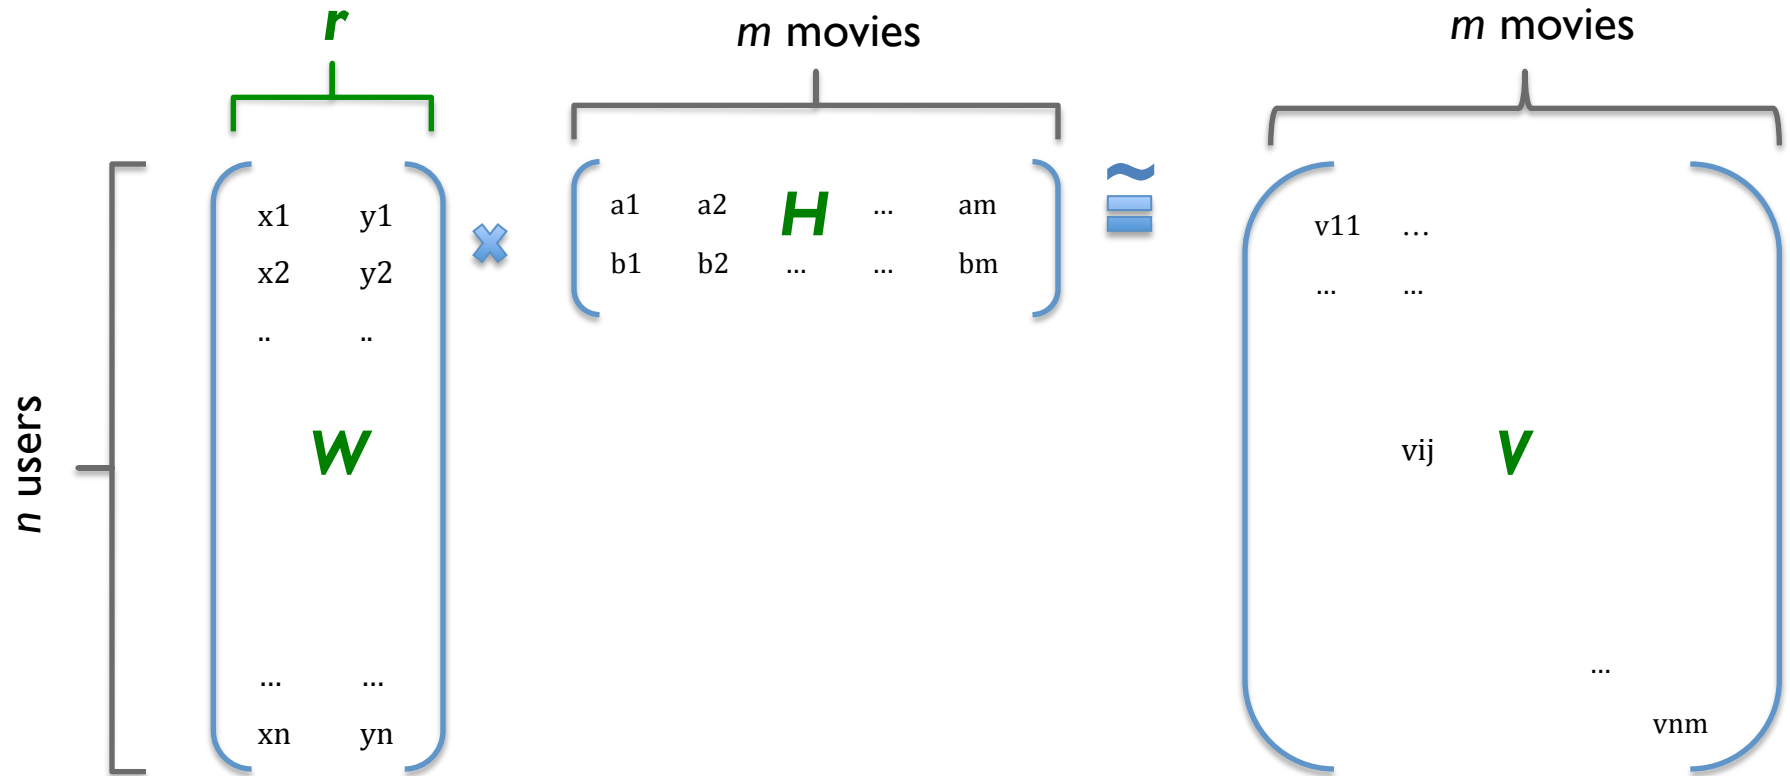 r
m movies
m movies
n users
x1 y1
x2 y2
.. ..
W
... ...
xn yn
a1 a2 H ... am
b1 b2 ... ... bm
≅
v11 ...
... ...
vij V
...
vnm